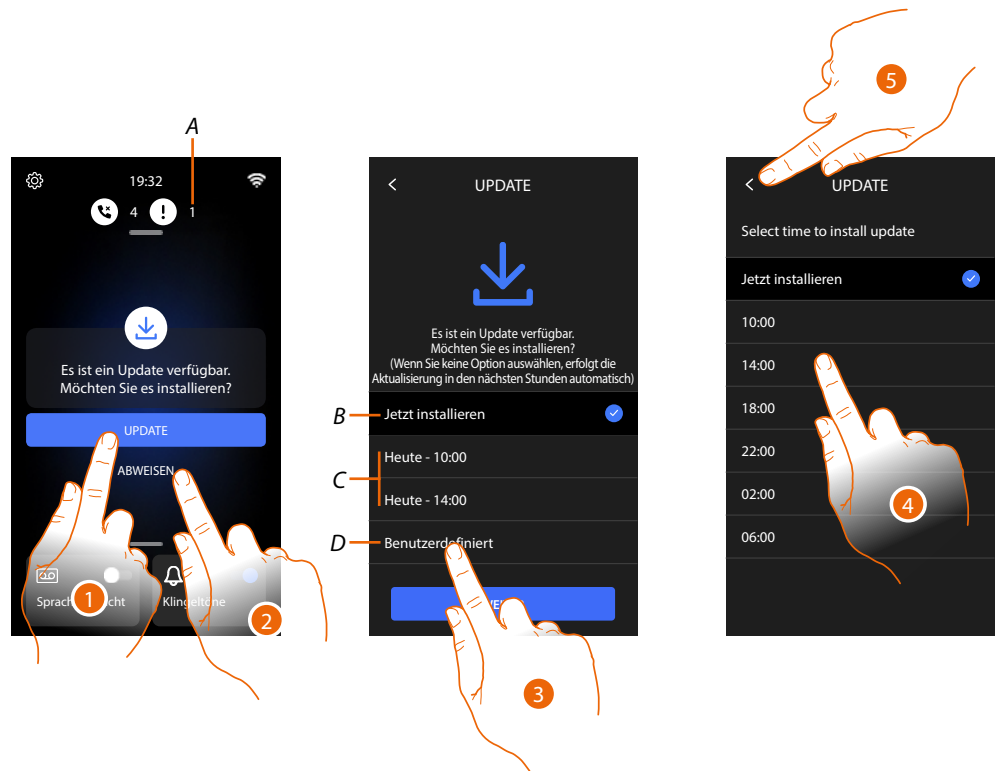 A
19:32
4 ! 1
Es ist ein Update verfügbar.
Möchten Sie es installieren?
UPDATE
ABWEISEN
Klingeltöne
1
2
UPDATE
Es ist ein Update verfügbar.
Möchten Sie es installieren?
(Wenn Sie keine Option auswählen, erfolgt die
Aktualisierung in den nächsten Stunden automatisch)
B
Jetzt installieren
C
Heute - 10:00
Heute - 14:00
D
Benutzerdefiniert
3
5
UPDATE
Select time to install update
Jetzt installieren
10:00
14:00
18:00
22:00
02:00
06:00
4